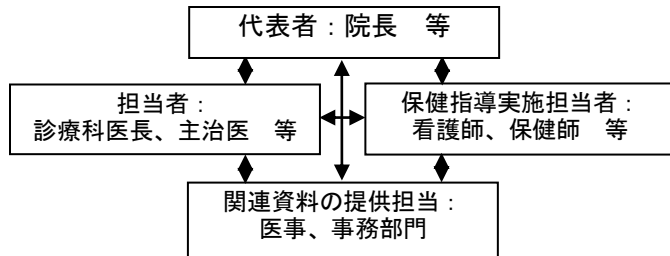 代表者：院長　等
担当者：
診療科医長、主治医　等
保健指導実施担当者：
看護師、保健師　等
関連資料の提供担当：
医事、事務部門